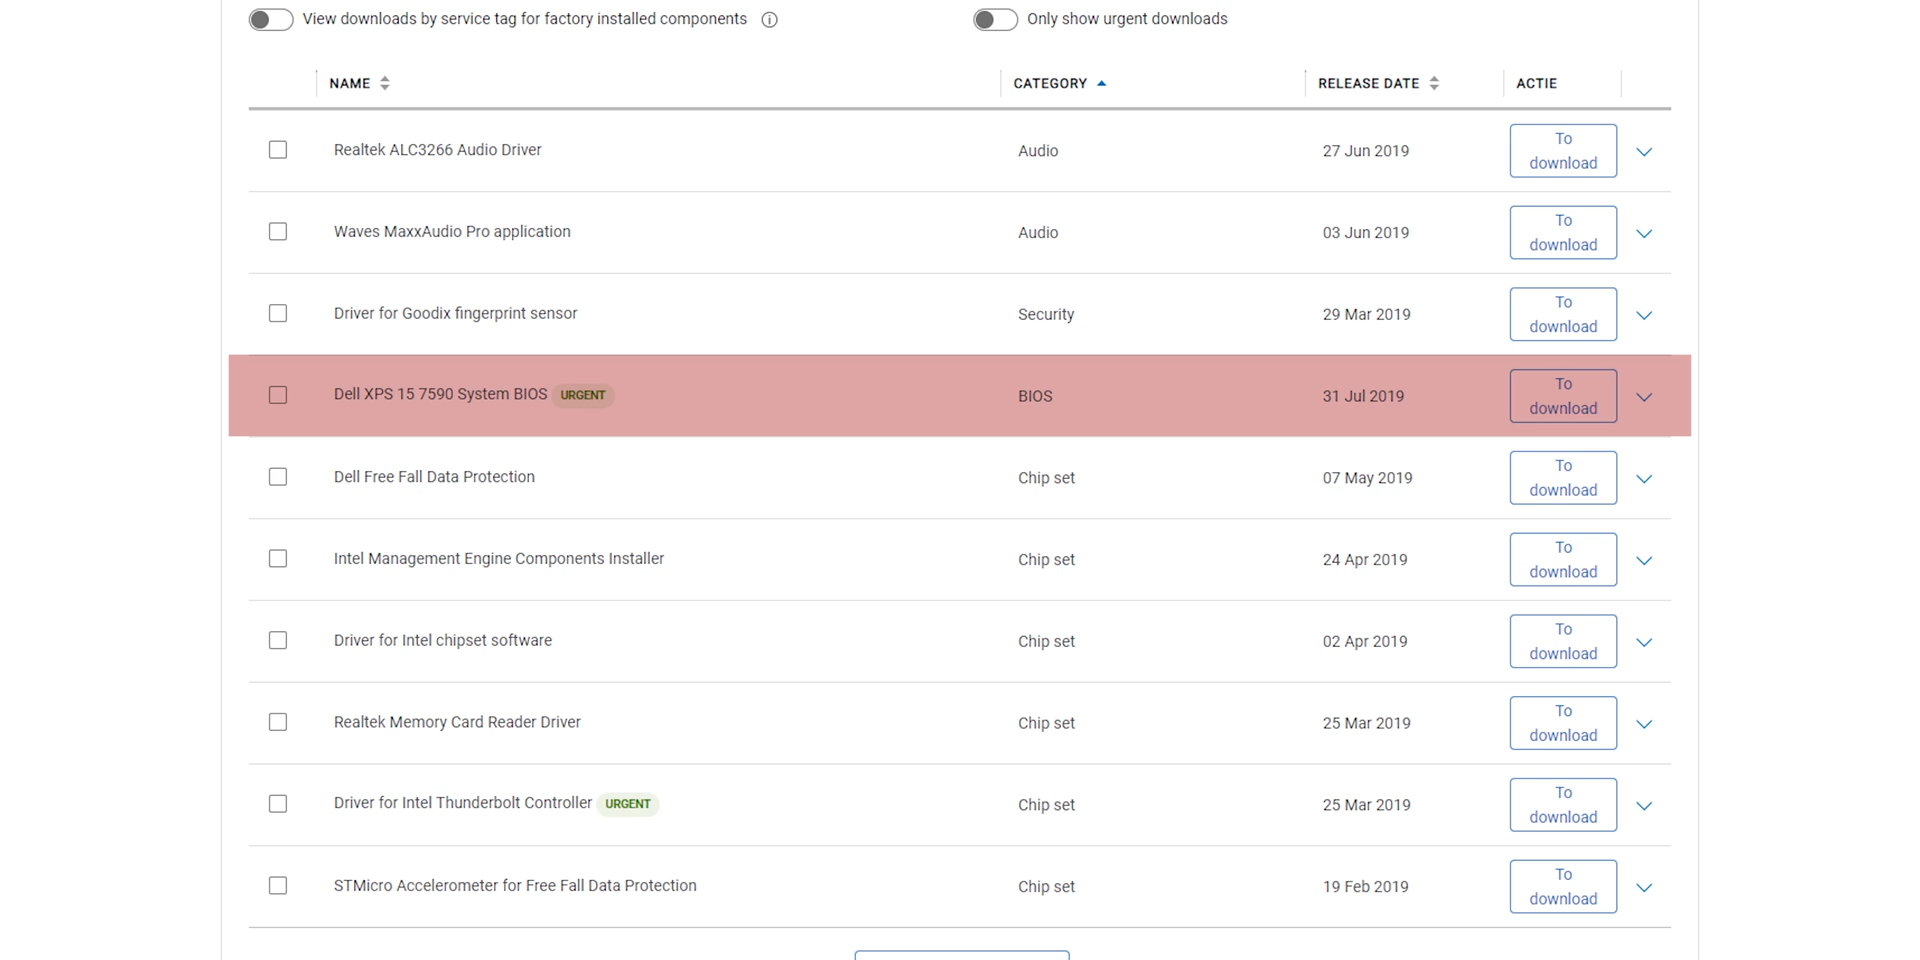 View downloads by service tag for factory installed components
Only show urgent downloads
NAME CATEGORY RELEASE DATE ACTIE
Realtek ALC3266 Audio Driver Audio 27 Jun 2019 To download
Waves MaxxAudio Pro application Audio 03 Jun 2019 To download
Driver for Goodix fingerprint sensor Security 29 Mar 2019 To download
Dell XPS 15 7590 System BIOS URGENT BIOS 31 Jul 2019 To download
Dell Free Fall Data Protection Chip set 07 May 2019 To download
Intel Management Engine Components Installer Chip set 24 Apr 2019 To download
Driver for Intel chipset software Chip set 02 Apr 2019 To download
Realtek Memory Card Reader Driver Chip set 25 Mar 2019 To download
Driver for Intel Thunderbolt Controller URGENT Chip set 25 Mar 2019 To download
STMicro Accelerometer for Free Fall Data Protection Chip set 19 Feb 2019 To download